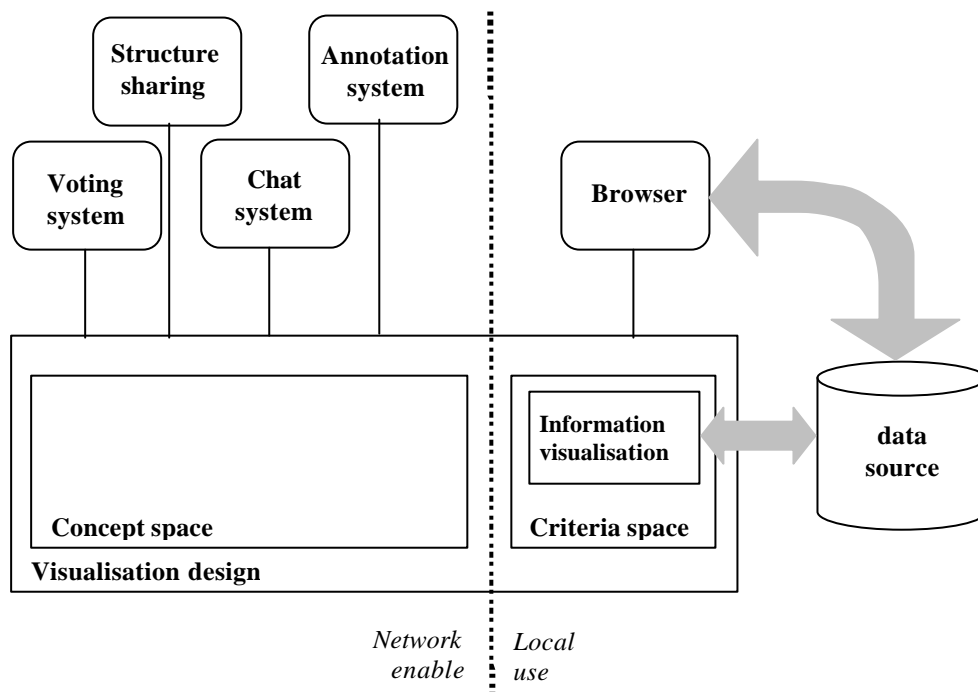 Structure
sharing
Annotation
system
Voting
system
Chat
system
Browser
Information
visualisation
data
source
Concept space
Criteria space
Visualisation design
Network
enable
Local
use